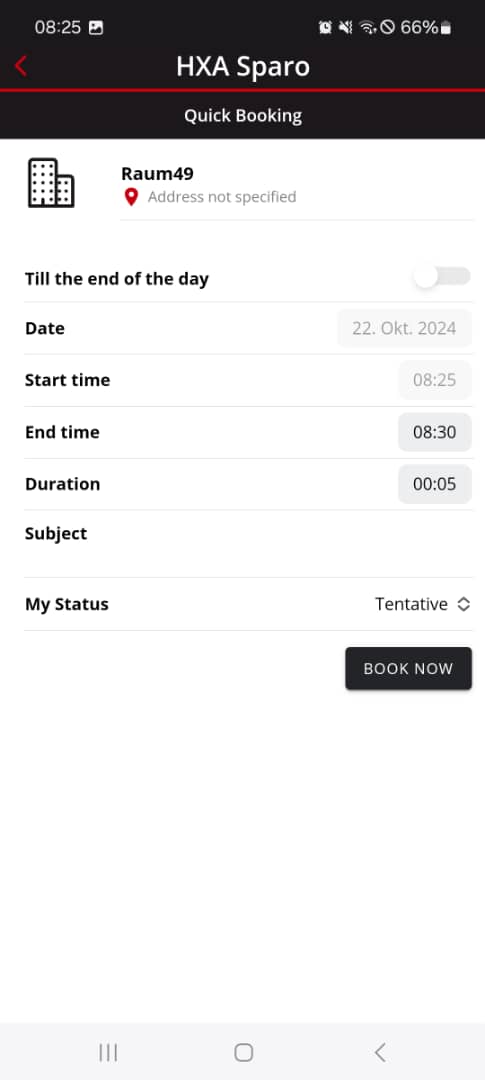 08:25 66%
HXA Sparo
Quick Booking
Raum49
Address not specified
Till the end of the day
Date 22. Okt. 2024
Start time 08:25
End time 08:30
Duration 00:05
Subject
My Status Tentative
BOOK NOW